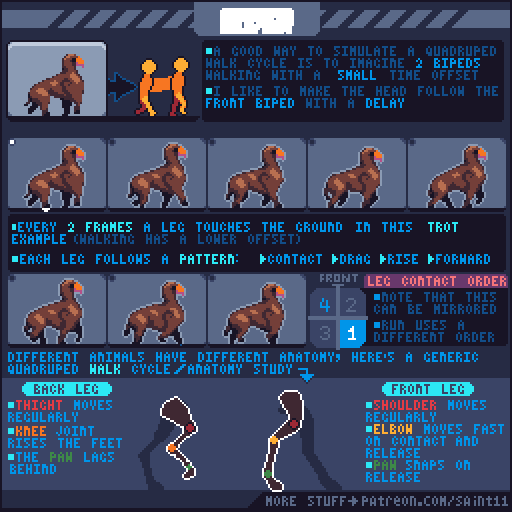 ■A GOOD WAY TO SIMULATE A QUADRUPED
WALK CYCLE IS TO IMAGINE 2 BIPEDS
WALKING WITH A SMALL TIME OFFSET
■I LIKE TO MAKE THE HEAD FOLLOW THE
FRONT BIPED WITH A DELAY
■EVERY 2 FRAMES A LEG TOUCHES THE GROUND IN THIS TROT
EXAMPLE (WALKING HAS A LOWER OFFSET)
■EACH LEG FOLLOWS A PATTERN: ▶CONTACT ▶DRAG ▶RISE ▶FORWARD
FRONT
4 2
3 1
LEG CONTACT ORDER
■NOTE THAT THIS
CAN BE MIRRORED
■RUN USES A
DIFFERENT ORDER
DIFFERENT ANIMALS HAVE DIFFERENT ANATOMY, HERE'S A GENERIC
QUADRUPED WALK CYCLE/ANATOMY STUDY
BACK LEG
■THIGHT MOVES
REGULARLY
■KNEE JOINT
RISES THE FEET
■THE PAW LAGS
BEHIND
FRONT LEG
■SHOULDER MOVES
REGULARLY
■ELBOW MOVES FAST
ON CONTACT AND
RELEASE
■PAW SNAPS ON
RELEASE
MORE STUFF→PATREON.COM/SAINT11